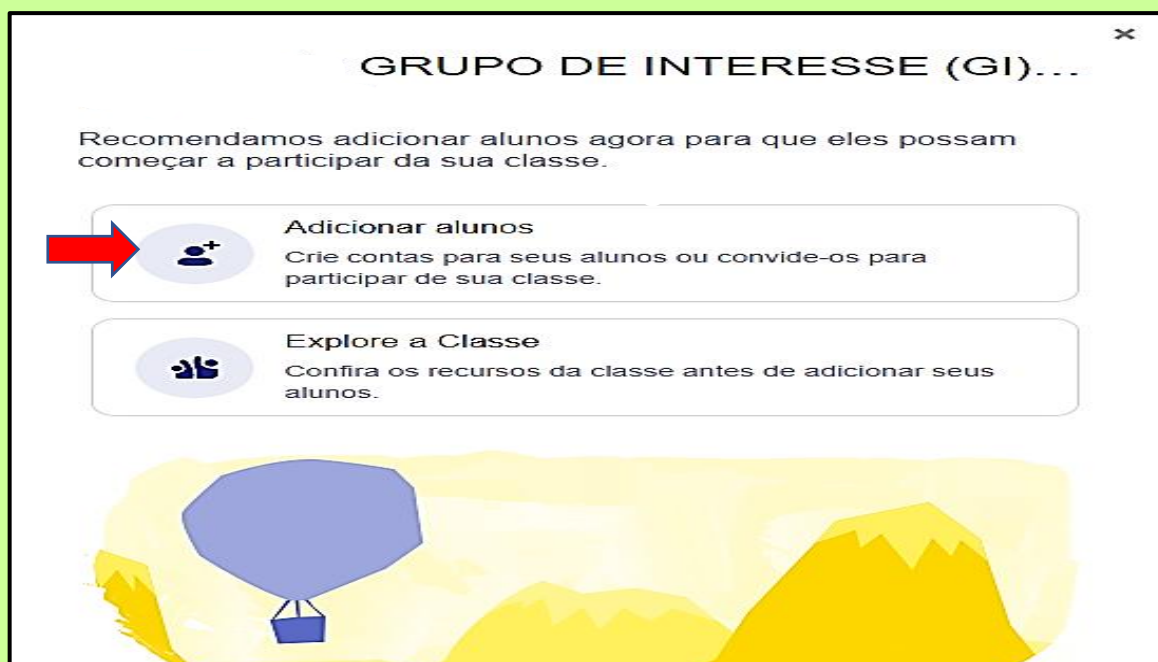 ×
GRUPO DE INTERESSE (GI)...
Recomendamos adicionar alunos agora para que eles possam
começar a participar da sua classe.
Adicionar alunos
Crie contas para seus alunos ou convide-os para
participar de sua classe.
Explore a Classe
Confira os recursos da classe antes de adicionar seus
alunos.